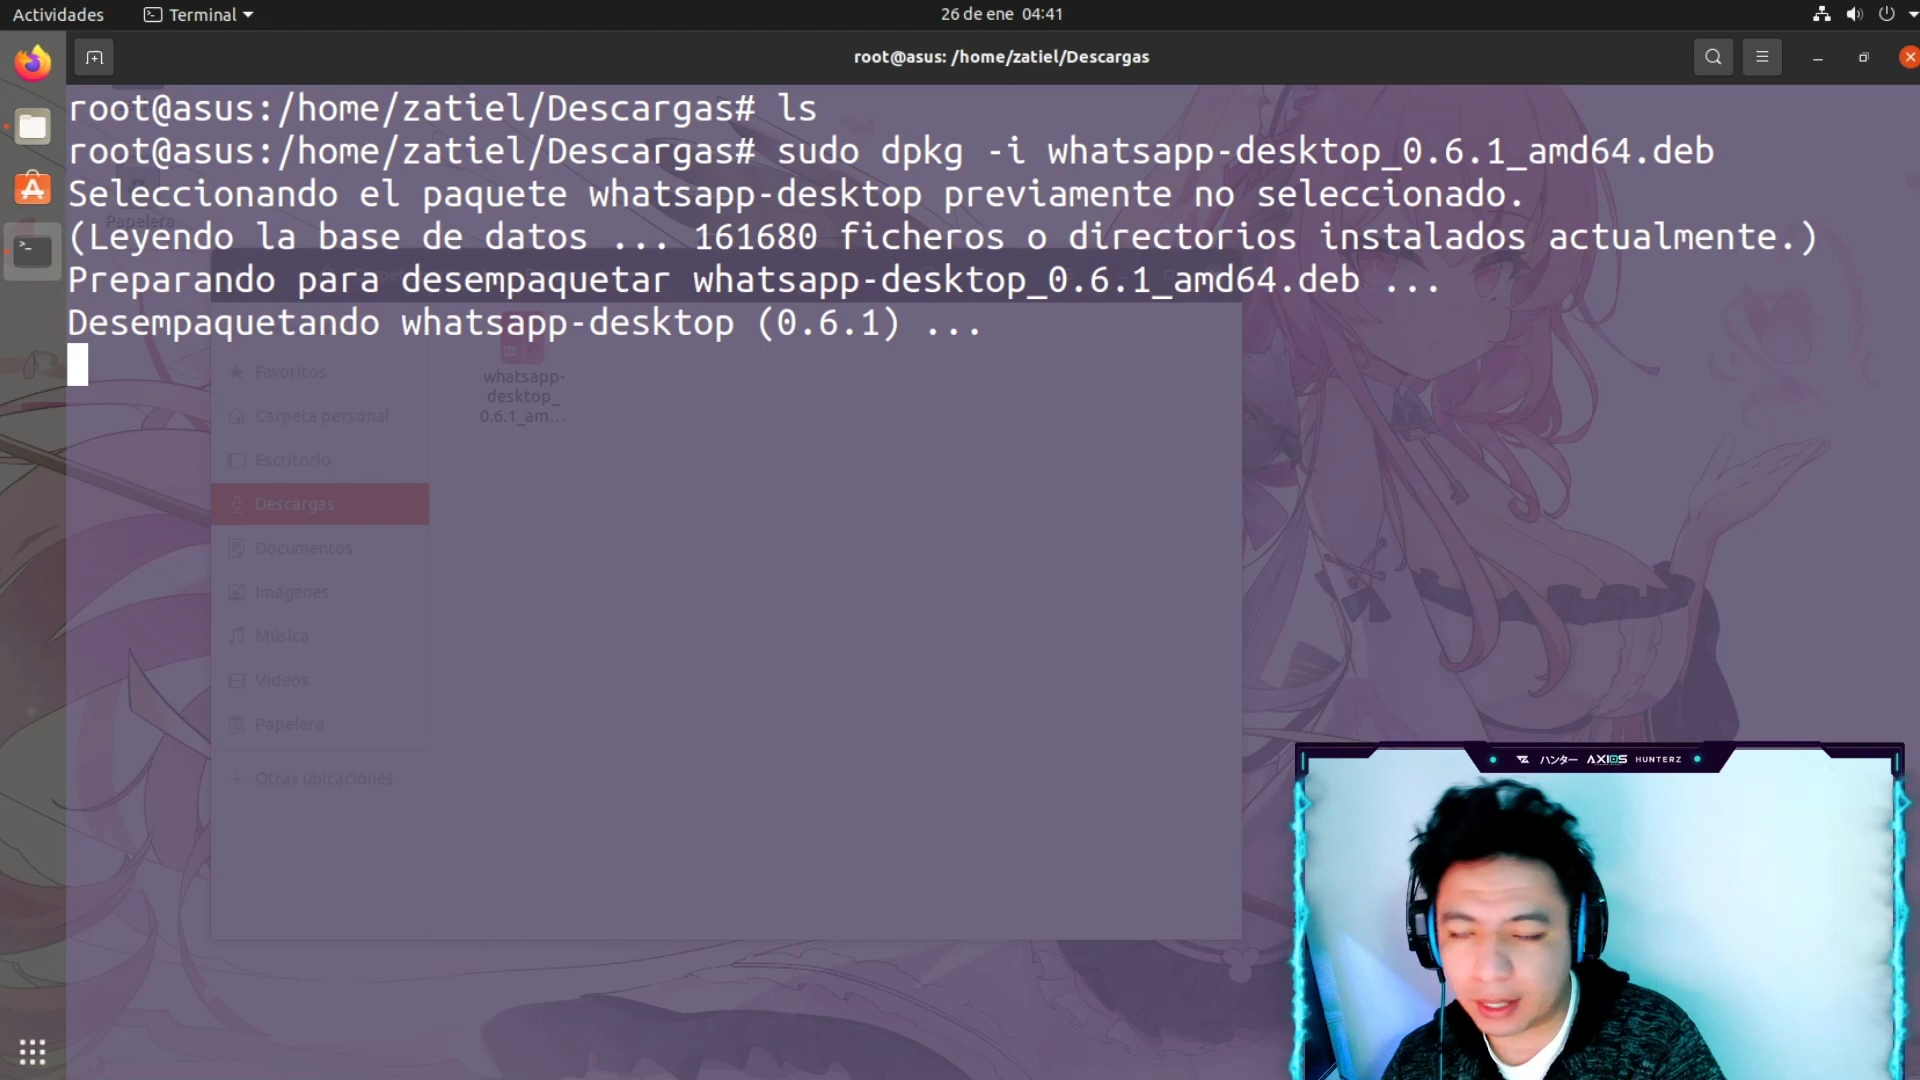 Actividades
Terminal
26 de ene 04:41
root@asus: /home/zatiel/Descargas
root@asus:/home/zatiel/Descargas# ls
root@asus:/home/zatiel/Descargas# sudo dpkg -i whatsapp-desktop_0.6.1_amd64.deb
Seleccionando el paquete whatsapp-desktop previamente no seleccionado.
Papelera
(Leyendo la base de datos ... 161680 ficheros o directorios instalados actualmente.)
Preparando para desempaquetar whatsapp-desktop_0.6.1_amd64.deb ...
Desempaquetando whatsapp-desktop (0.6.1) ...
Favoritos
Carpeta personal
Escritorio
Descargas
Documentos
Imágenes
Música
Vídeos
Papelera
Otras ubicaciones
whatsapp-
desktop_
0.6.1_am...
ハンター AXIOS HUNTERZ